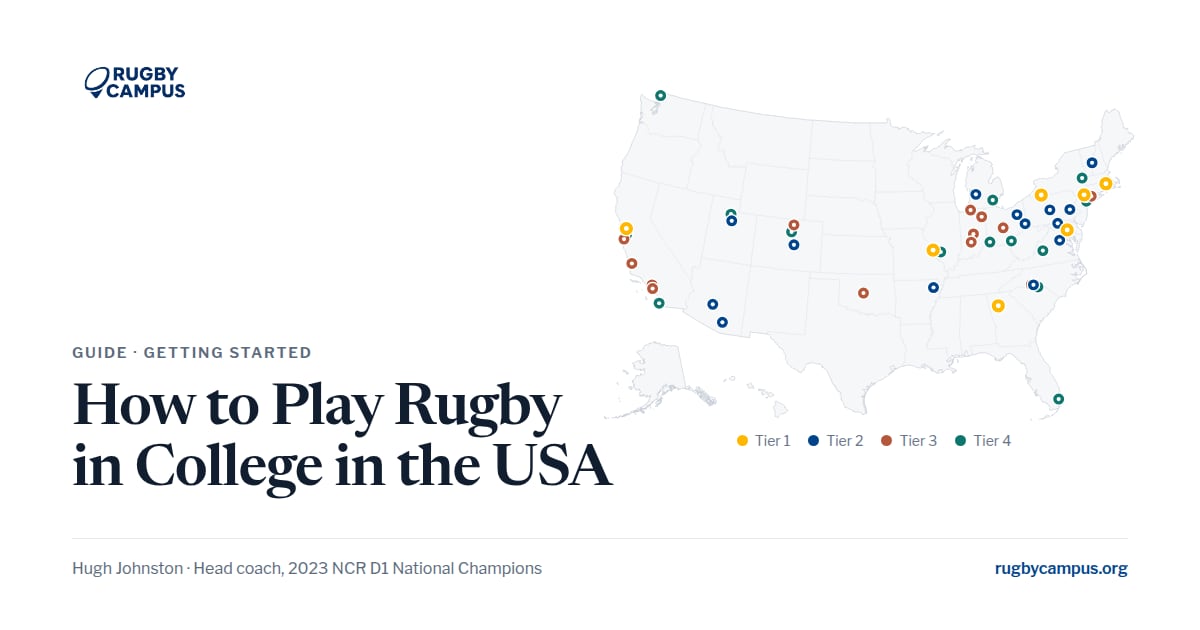 RUGBY
CAMPUS
GUIDE · GETTING STARTED
How to Play Rugby
in College in the USA
Tier 1
Tier 2
Tier 3
Tier 4
Hugh Johnston · Head coach, 2023 NCR D1 National Champions
rugbycampus.org